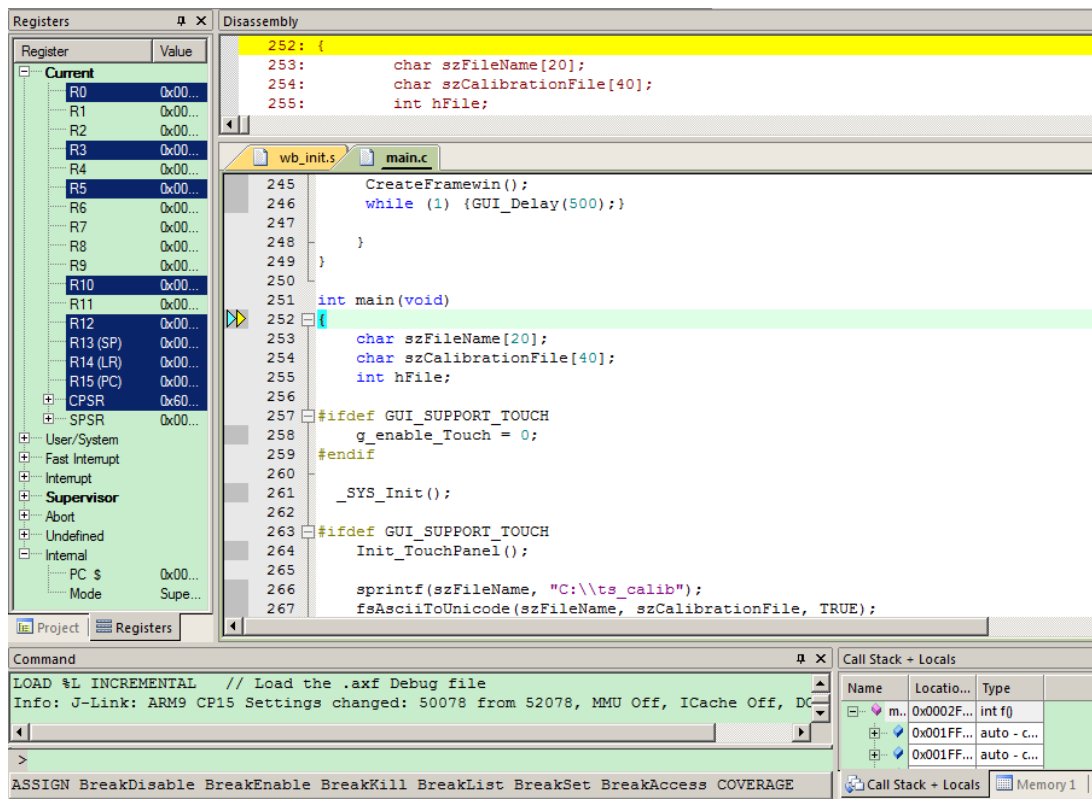 Registers
Register Value
Current
R0 0x00...
R1 0x00...
R2 0x00...
R3 0x00...
R4 0x00...
R5 0x00...
R6 0x00...
R7 0x00...
R8 0x00...
R9 0x00...
R10 0x00...
R11 0x00...
R12 0x00...
R13 (SP) 0x00...
R14 (LR) 0x00...
R15 (PC) 0x00...
CPSR 0x60...
SPSR 0x00...
User/System
Fast Interrupt
Interrupt
Supervisor
Abort
Undefined
Internal
PC $ 0x00...
Mode Supe...
Project Registers
Disassembly
252: {
253: char szFileName[20];
254: char szCalibrationFile[40];
255: int hFile;
wb_init.s main.c
245 CreateFramewin();
246 while (1) {GUI_Delay(500);}
247
248 }
249 }
250
251 int main(void)
252 {
253 char szFileName[20];
254 char szCalibrationFile[40];
255 int hFile;
256
257 #ifdef GUI_SUPPORT_TOUCH
258 g_enable_Touch = 0;
259 #endif
260
261 _SYS_Init();
262
263 #ifdef GUI_SUPPORT_TOUCH
264 Init_TouchPanel();
265
266 sprintf(szFileName, "C:\\ts_calib");
267 fsAsciiToUnicode(szFileName, szCalibrationFile, TRUE);
Command
LOAD %L INCREMENTAL // Load the .axf Debug file
Info: J-Link: ARM9 CP15 Settings changed: 50078 from 52078, MMU Off, ICache Off, DC
>
ASSIGN BreakDisable BreakEnable BreakKill BreakList BreakSet BreakAccess COVERAGE
Call Stack + Locals
Name Locatio... Type
m.. 0x0002F... int f()
0x001FF... auto - c...
0x001FF... auto - c...
Call Stack + Locals Memory 1